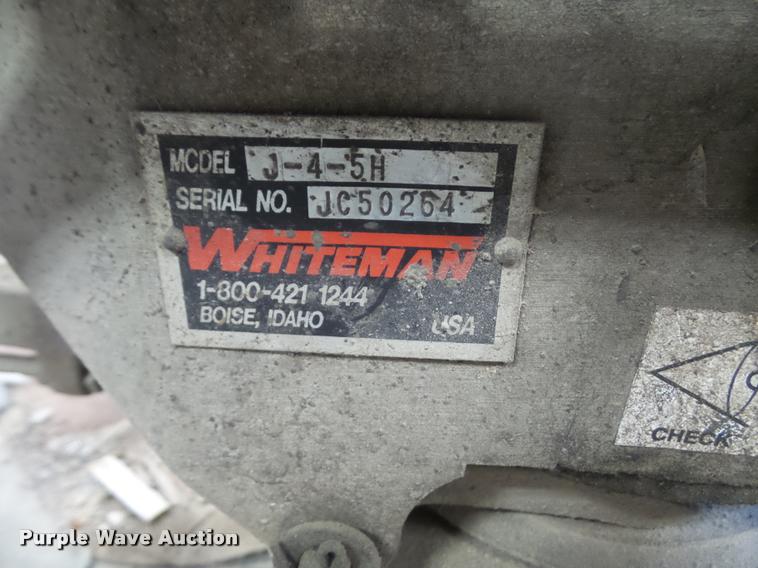 MODEL J-4-5H
SERIAL NO. JC50264
WHITEMAN
1-800-421 1244
BOISE, IDAHO USA
CHECK
Purple Wave Auction